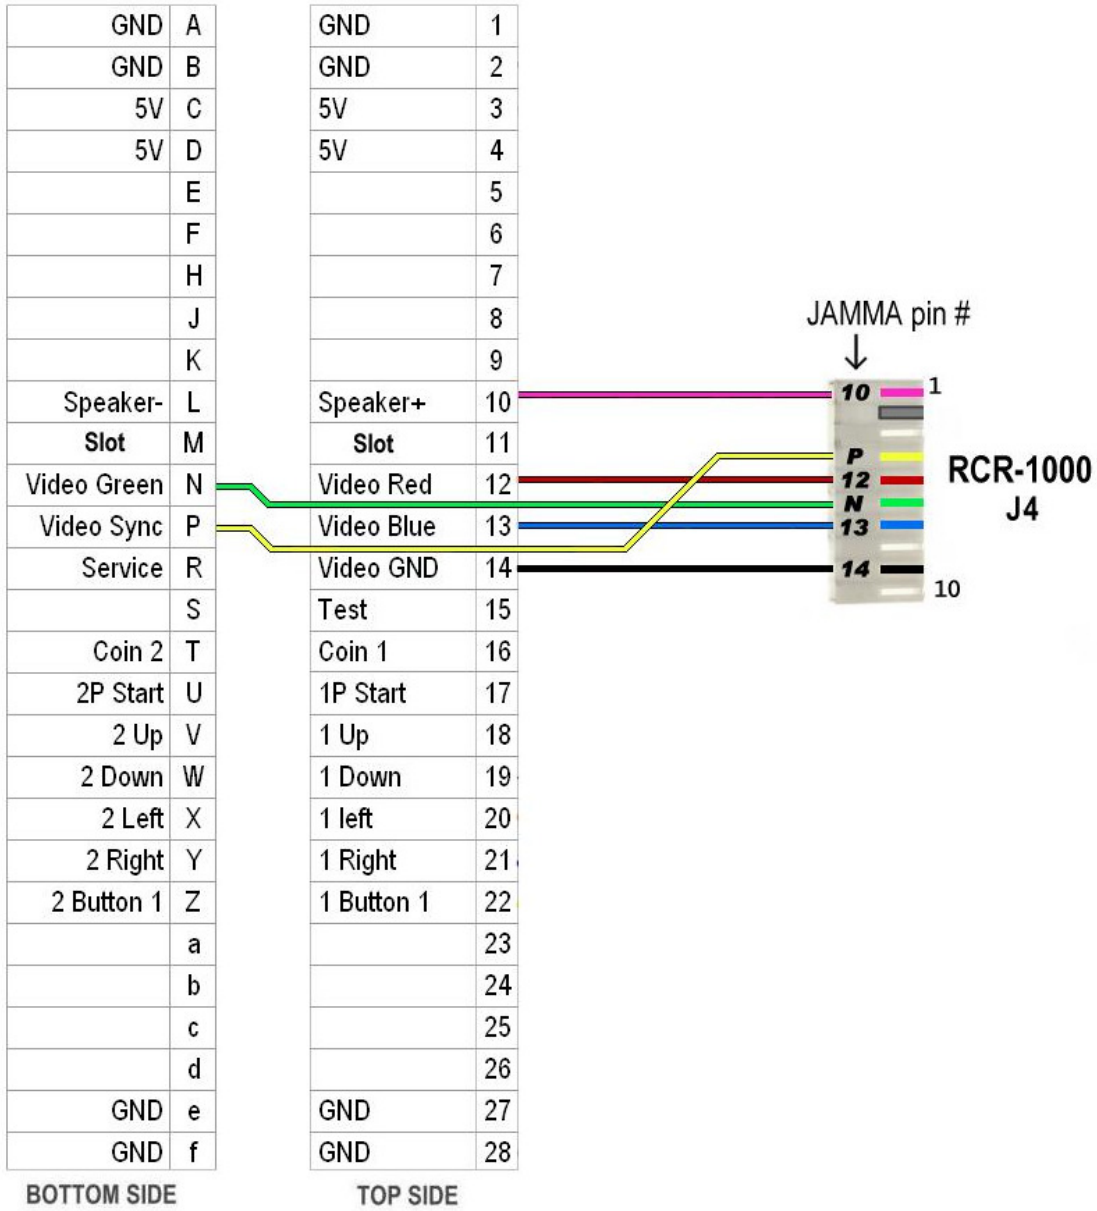 GND A GND 1
GND B GND 2
5V C 5V 3
5V D 5V 4
E 5
F 6
H 7
J 8
K 9
Speaker- L Speaker+ 10
Slot M Slot 11
Video Green N Video Red 12
Video Sync P Video Blue 13
Service R Video GND 14
S Test 15
Coin 2 T Coin 1 16
2P Start U 1P Start 17
2 Up V 1 Up 18
2 Down W 1 Down 19
2 Left X 1 left 20
2 Right Y 1 Right 21
2 Button 1 Z 1 Button 1 22
a 23
b 24
c 25
d 26
GND e GND 27
GND f GND 28
BOTTOM SIDE TOP SIDE
JAMMA pin #
10 1
P
12
N
13
14
10
RCR-1000
J4